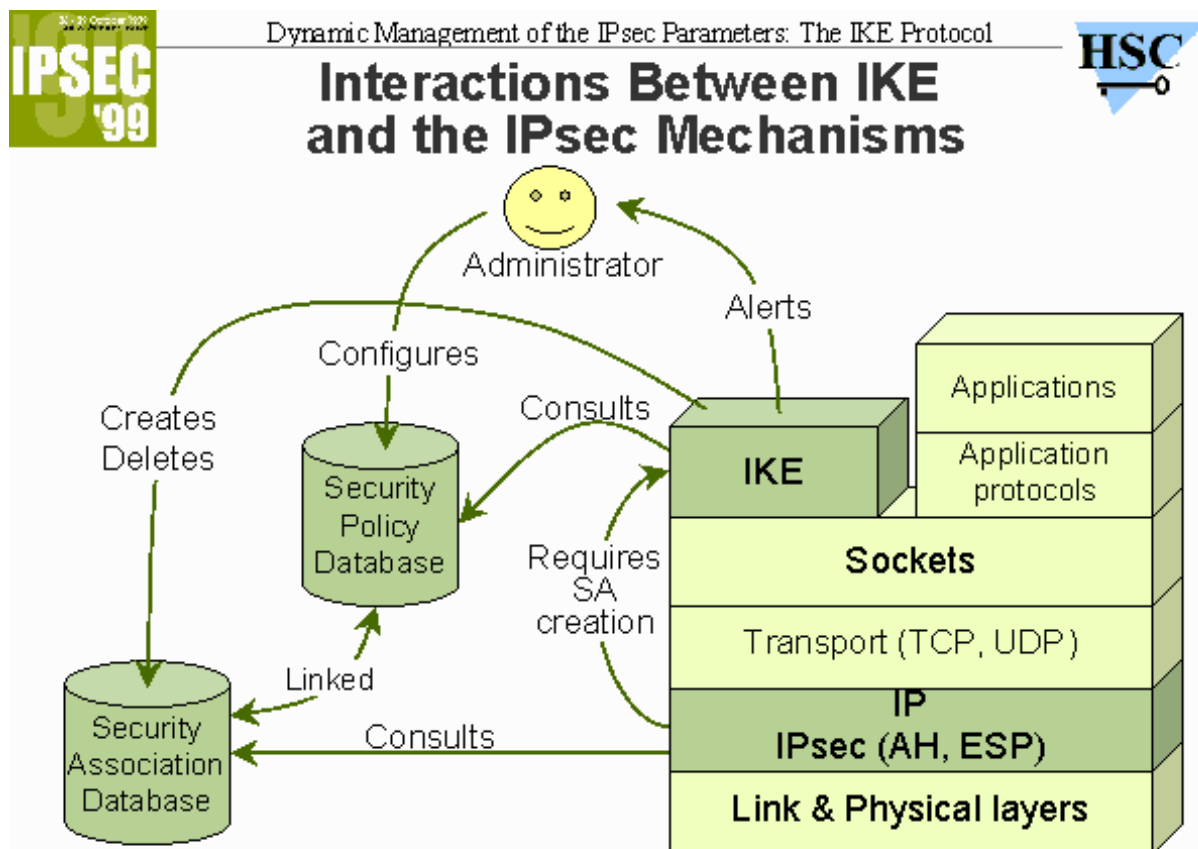 Dynamic Management of the IPsec Parameters: The IKE Protocol
IPSEC
'99
HSC
Interactions Between IKE
and the IPsec Mechanisms
Administrator
Alerts
Configures
Creates
Deletes
Consults
Security
Policy
Database
Requires
SA
creation
Linked
Security
Association
Database
Consults
Applications
Application
protocols
IKE
Sockets
Transport (TCP, UDP)
IP
IPsec (AH, ESP)
Link & Physical layers